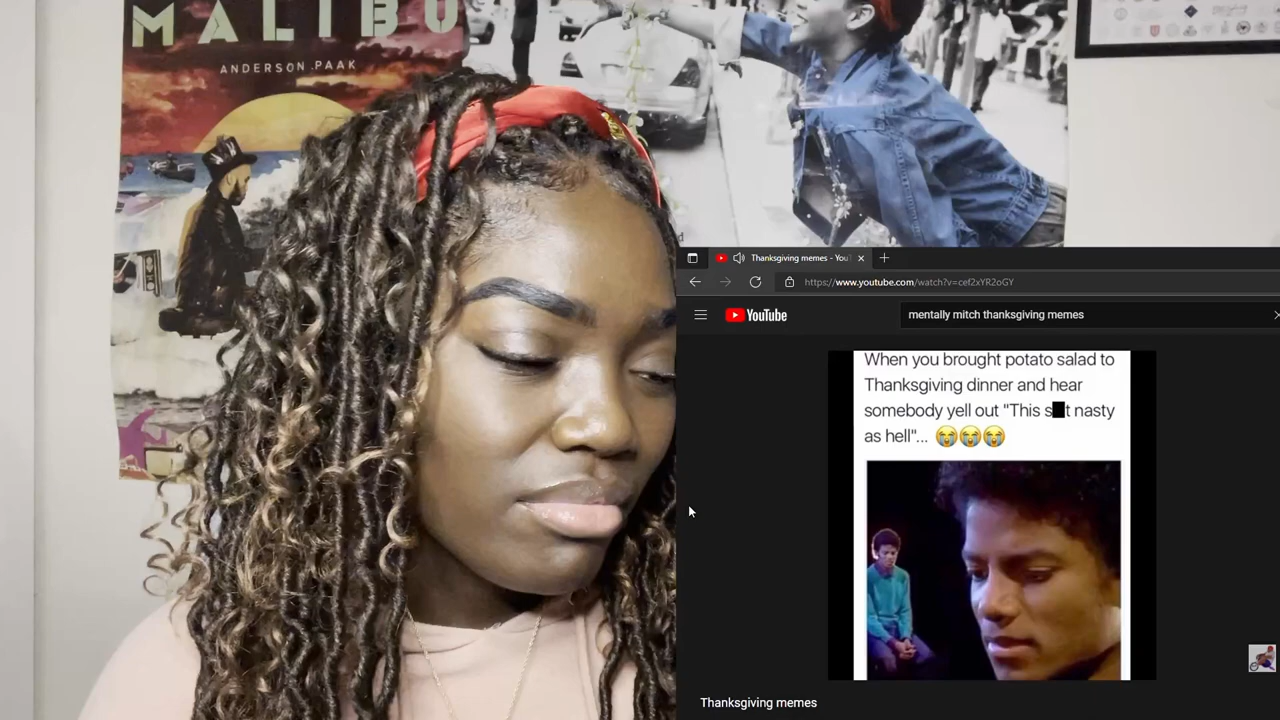 MALIBU
ANDERSON .PAAK
Thanksgiving memes - You
https://www.youtube.com/watch?v=cef2xYR2oGY
YouTube
mentally mitch thanksgiving memes
When you brought potato salad to
Thanksgiving dinner and hear
somebody yell out "This s t nasty
as hell"... 😭😭😭
Thanksgiving memes